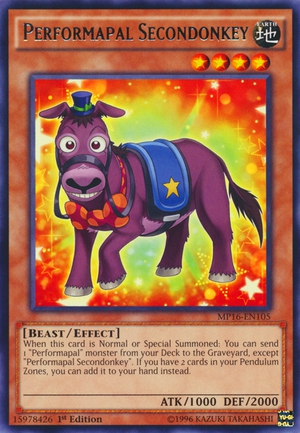 PERFORMAPAL SECONDONKEY
EARTH
地
MP16-EN105
[BEAST/EFFECT]
When this card is Normal or Special Summoned: You can send
1 "Performapal" monster from your Deck to the Graveyard, except
"Performapal Secondonkey". If you have 2 cards in your Pendulum
Zones, you can add it to your hand instead.
ATK/1000 DEF/2000
15978426 1st Edition
©1996 KAZUKI TAKAHASHI